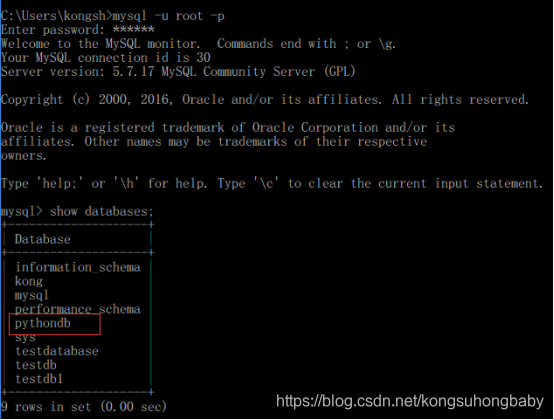 C:\Users\kongsh>mysql -u root -p
Enter password: ******
Welcome to the MySQL monitor.  Commands end with ; or \g.
Your MySQL connection id is 30
Server version: 5.7.17 MySQL Community Server (GPL)
Copyright (c) 2000, 2016, Oracle and/or its affiliates. All rights reserved.
Oracle is a registered trademark of Oracle Corporation and/or its
affiliates. Other names may be trademarks of their respective
owners.
Type 'help;' or '\h' for help. Type '\c' to clear the current input statement.
mysql> show databases;
+--------------------+
| Database           |
+--------------------+
| information_schema |
| kong               |
| mysql              |
| performance_schema |
| pythondb           |
| sys                |
| testdatabase       |
| testdb             |
| testdb1            |
+--------------------+
9 rows in set (0.00 sec)
https://blog.csdn.net/kongsuhongbaby